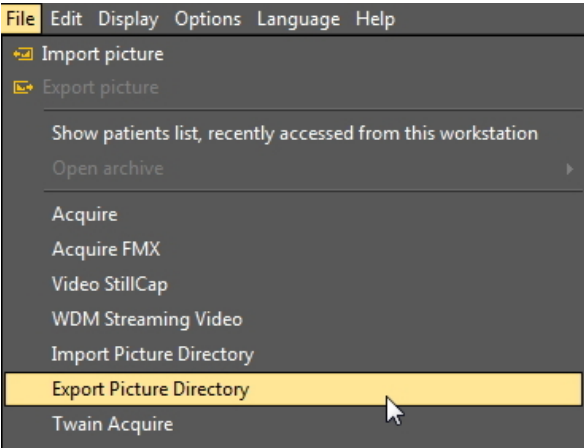 File Edit Display Options Language Help
Import picture
Export picture
Show patients list, recently accessed from this workstation
Open archive
Acquire
Acquire FMX
Video StillCap
WDM Streaming Video
Import Picture Directory
Export Picture Directory
Twain Acquire